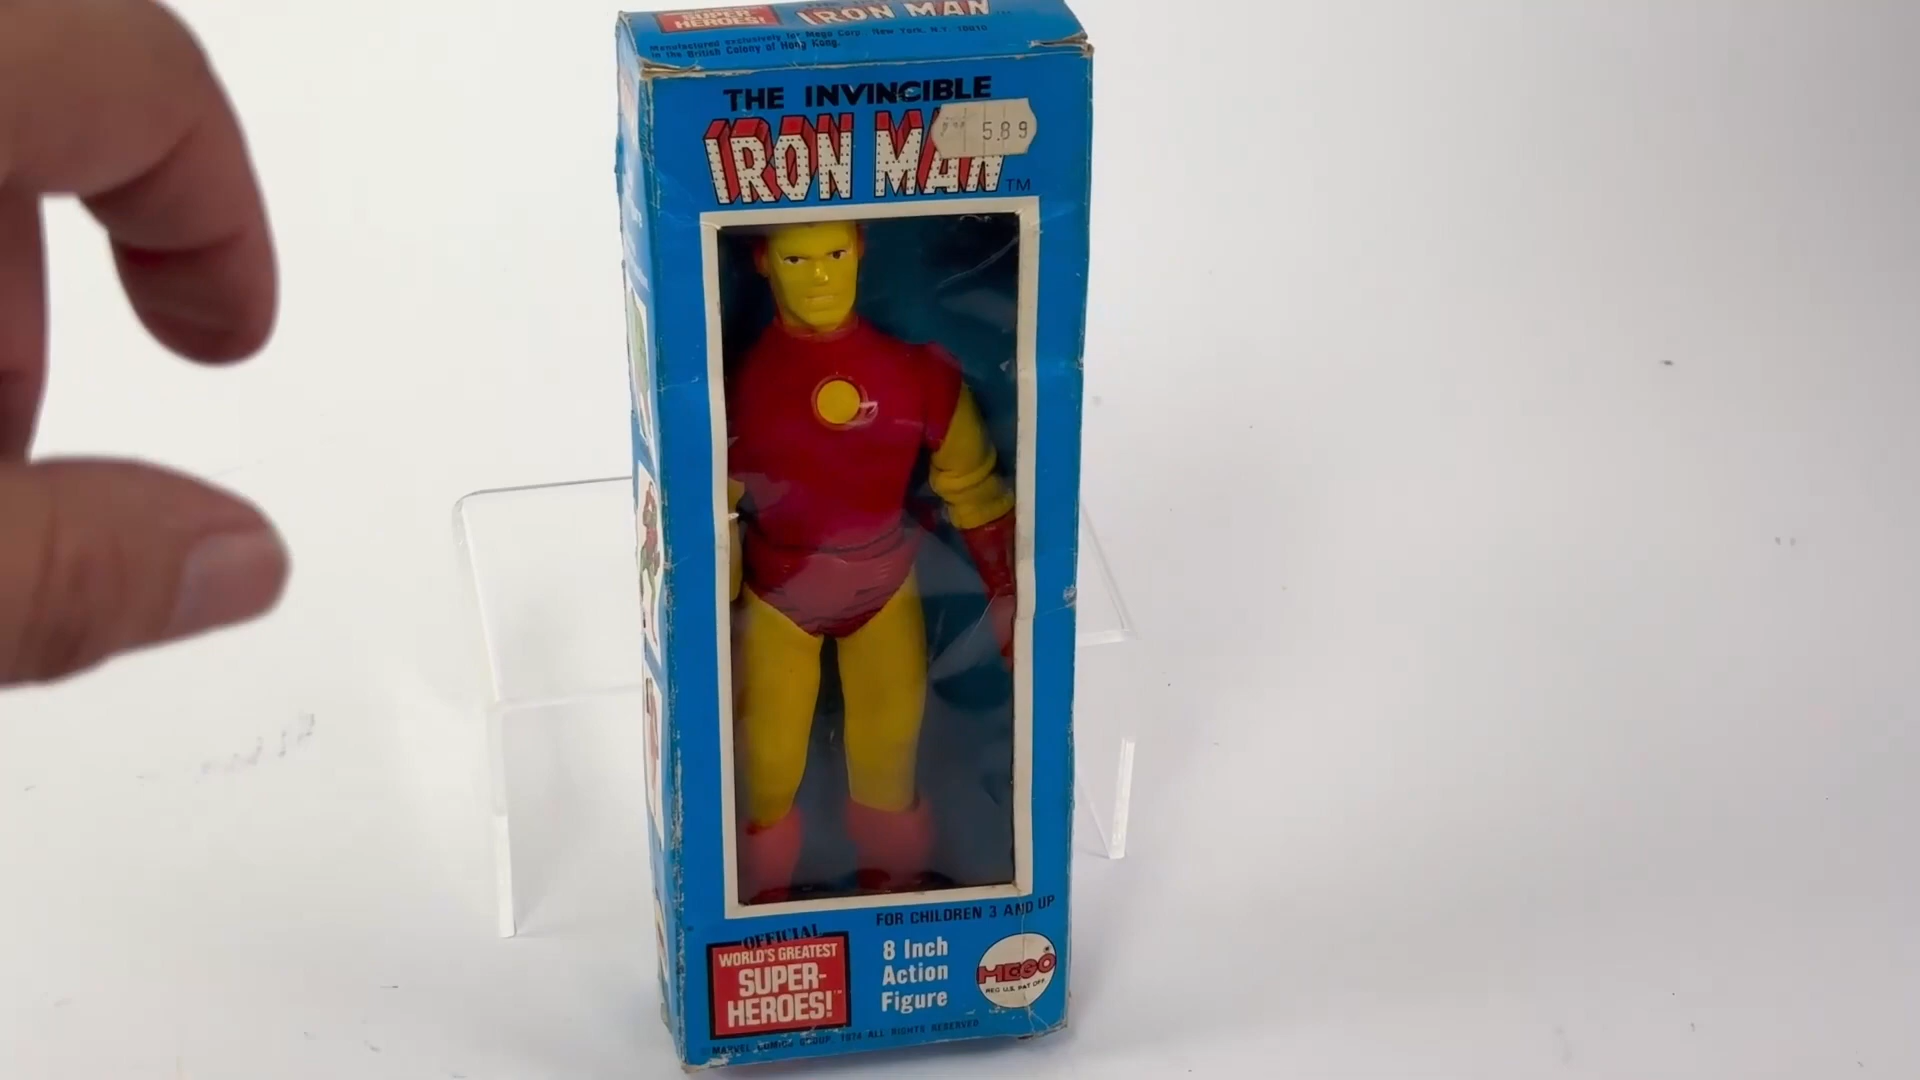 SUPER
HEROES!
IRON MAN
Manufactured exclusively for Mego Corp., New York, N.Y. 10010
in the British Colony of Hong Kong.
THE INVINCIBLE
IRON MAN TM
5.89
FOR CHILDREN 3 AND UP
OFFICIAL
WORLD'S GREATEST
SUPER-
HEROES!™
8 Inch
Action
Figure
MEGO
REG U.S. PAT OFF.
© MARVEL COMICS GROUP, 1974 ALL RIGHTS RESERVED